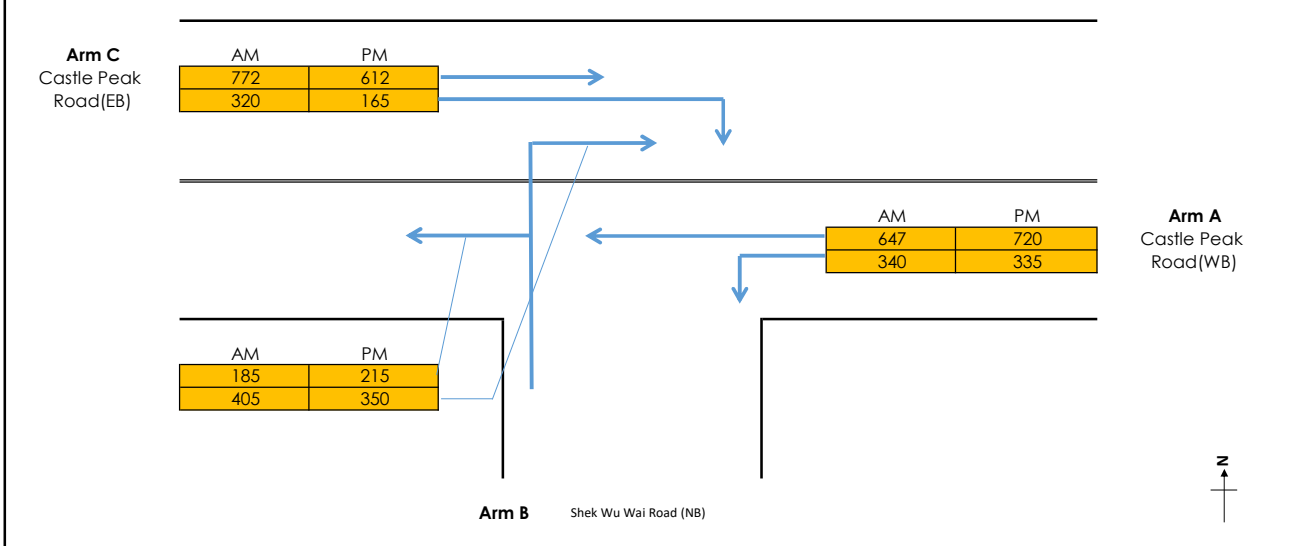 Arm C
Castle Peak
Road(EB)
AM PM
772 612
320 165
AM PM
647 720
340 335
Arm A
Castle Peak
Road(WB)
AM PM
185 215
405 350
Arm B Shek Wu Wai Road (NB)
N